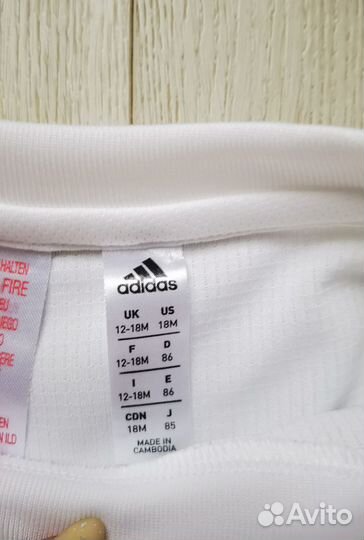 HALTEN
FIRE
adidas
UK US
12-18M 18M
F D
12-18M 86
I E
12-18M 86
CDN J
18M 85
MADE IN
CAMBODIA
Avito